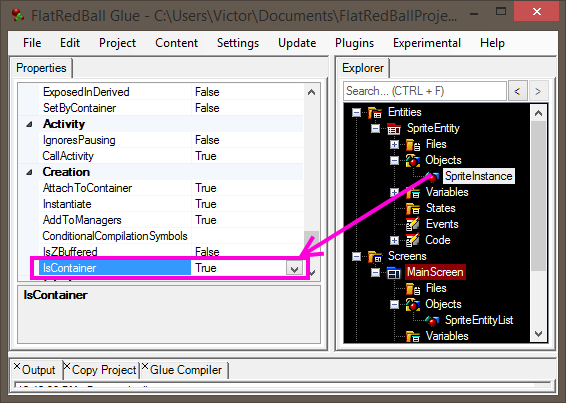 FlatRedBall Glue - C:\Users\Victor\Documents\FlatRedBallProje...
File Edit Project Content Settings Update Plugins Experimental Help
Properties
ExposedInDerived False
SetByContainer False
Activity
IgnoresPausing False
CallActivity True
Creation
AttachToContainer True
Instantiate True
AddToManagers True
ConditionalCompilationSymbols
IsZBuffered False
IsContainer True
IsContainer
Explorer
Search... (CTRL + F) < >
Entities
SpriteEntity
Files
Objects
SpriteInstance
Variables
States
Events
Code
Screens
MainScreen
Files
Objects
SpriteEntityList
Variables
Output Copy Project Glue Compiler